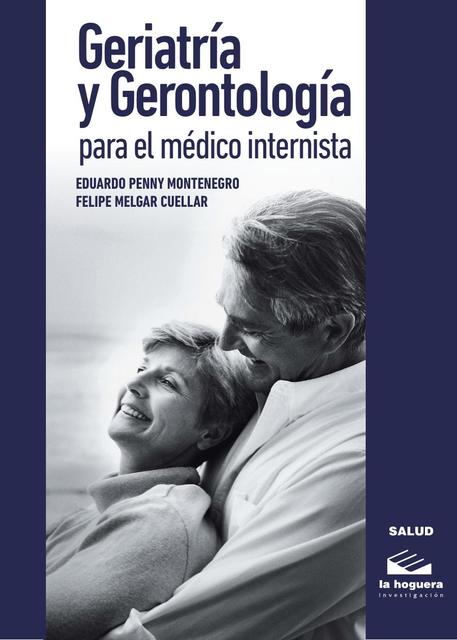 Geriatría
y Gerontología
para el médico internista
EDUARDO PENNY MONTENEGRO
FELIPE MELGAR CUELLAR
SALUD
la hoguera
investigación